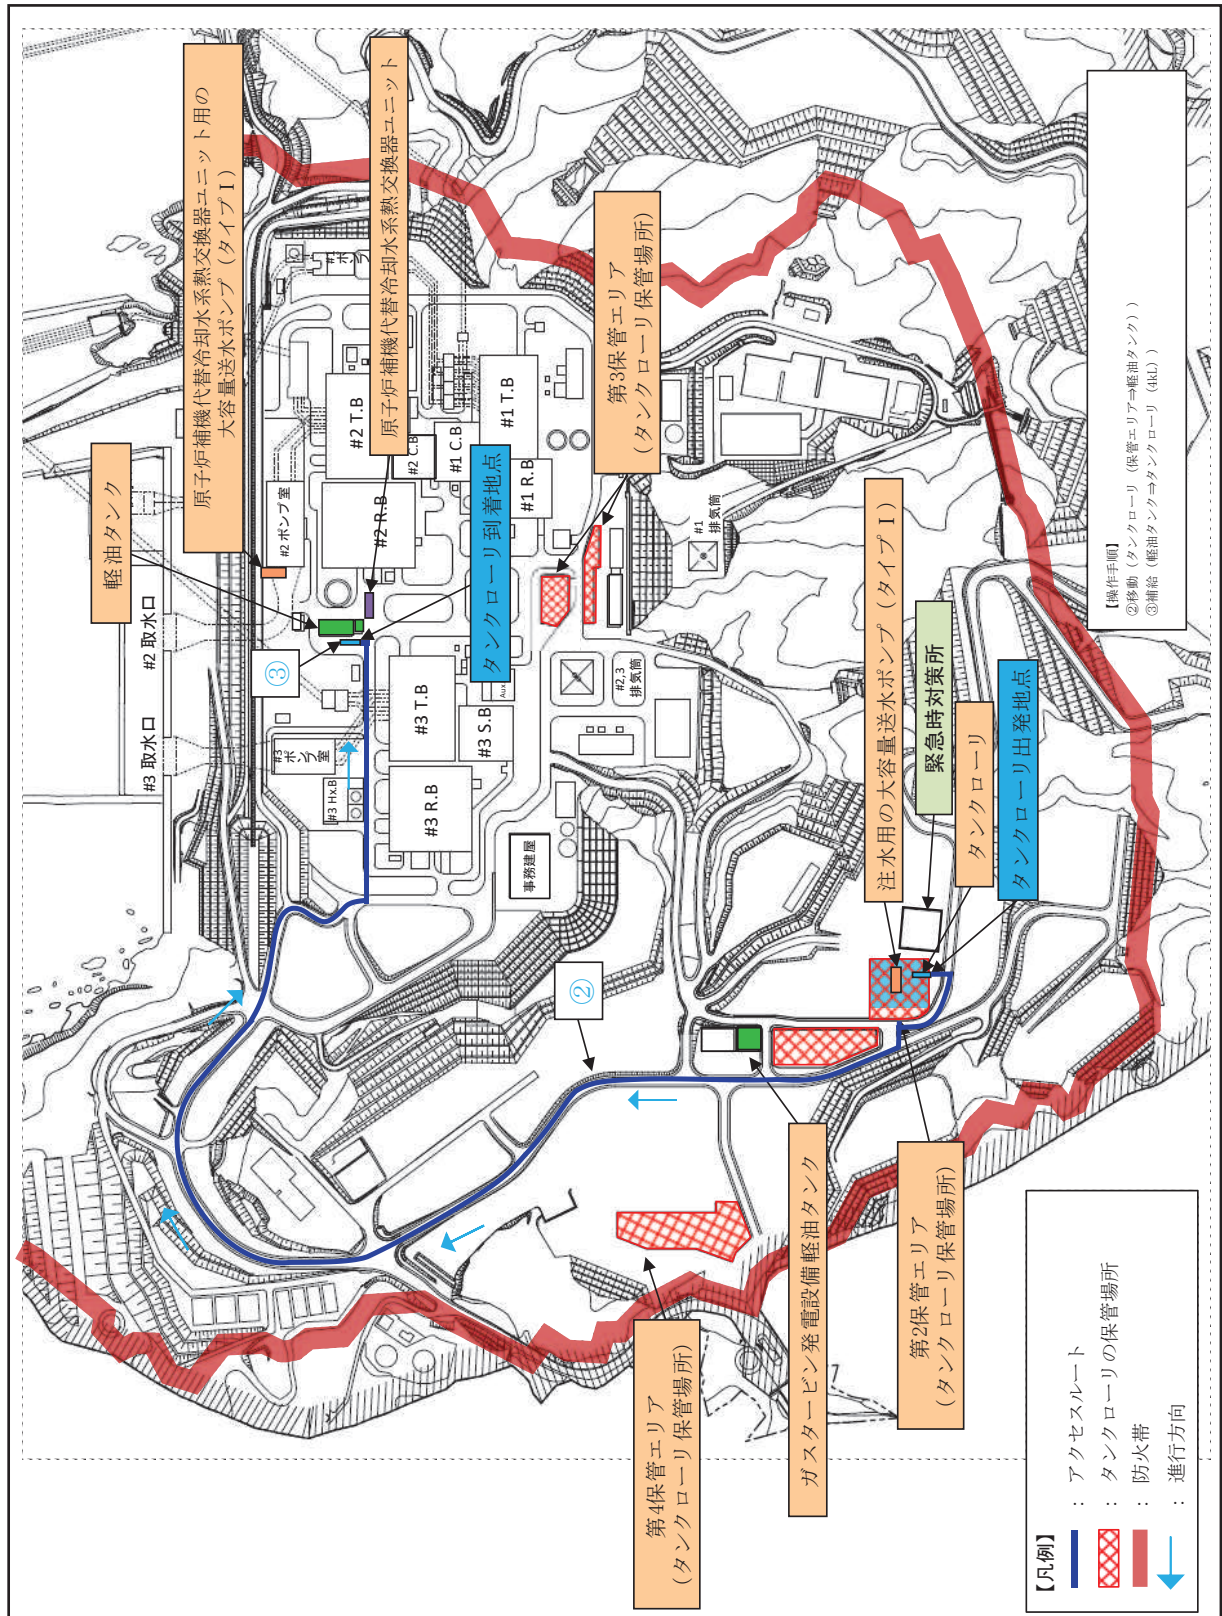 原子炉補機代替冷却水系熱交換器ユニット用の
大容量送水ポンプ（タイプⅠ）
原子炉補機代替冷却水系熱交換器ユニット
軽油タンク
第3保管エリア
（タンクローリ保管場所）
タンクローリ到着地点
#2 取水口
#3 取水口
#2 ポンプ室
#3
ポンプ室
#3 Hx.B
#2 T.B
#2 C.B
#2 R.B
#1 T.B
#1 C.B
#1 R.B
#3 T.B
#3 S.B
#3 R.B
事務建屋
#1
排気筒
#2,3
排気筒
③
②
注水用の大容量送水ポンプ（タイプⅠ）
緊急時対策所
タンクローリ
タンクローリ出発地点
第2保管エリア
（タンクローリ保管場所）
ガスタービン発電設備軽油タンク
第4保管エリア
（タンクローリ保管場所）
【操作手順】
②移動（タンクローリ（保管エリア⇒軽油タンク））
③補給（軽油タンク⇒タンクローリ（4kL））
【凡例】
：アクセスルート
：タンクローリの保管場所
：防火帯
：進行方向